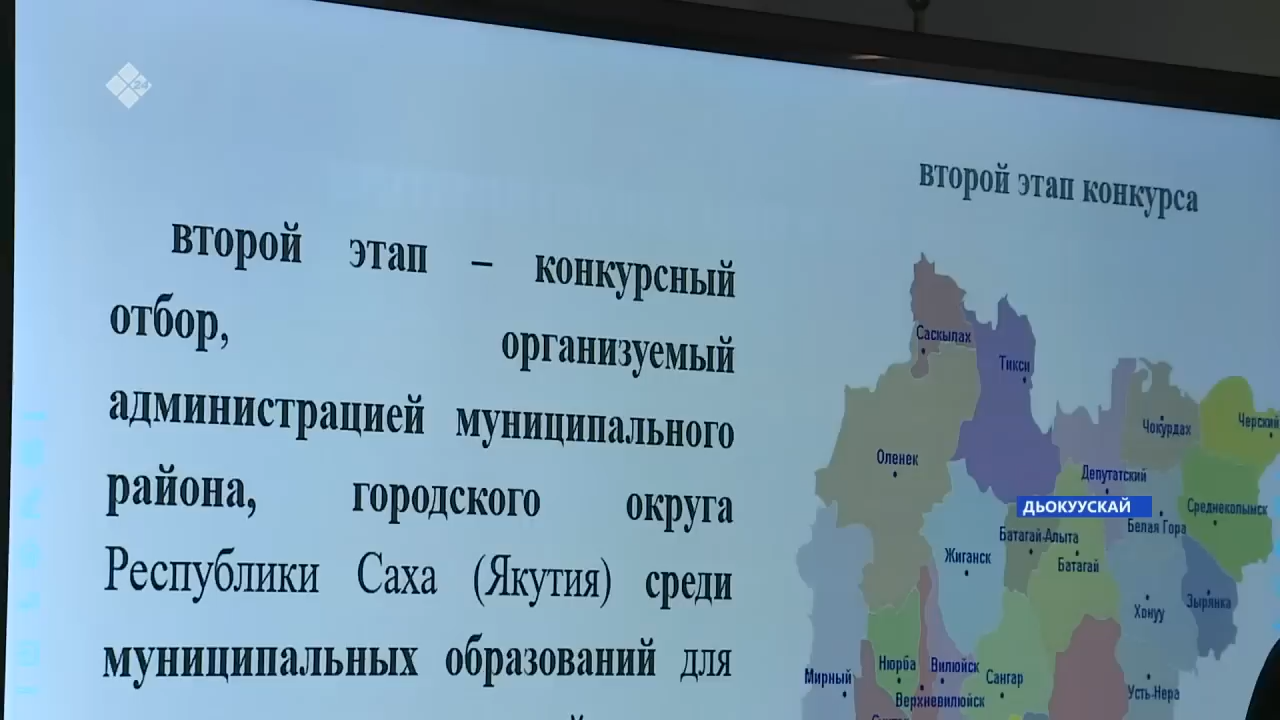 24
второй этап конкурса
второй этап – конкурсный
отбор, организуемый
администрацией муниципального
района, городского округа
Республики Саха (Якутия) среди
муниципальных образований для
Саскылах
Тикси
Чокурдах
Черский
Оленек
Депутатский
Среднеколымск
ДЬОКУУСКАЙ
Белая Гора
Батагай-Алыта
Жиганск
Батагай
Хонуу
Зырянка
Нюрба
Вилюйск
Сангар
Мирный
Верхневилюйск
Усть-Нера